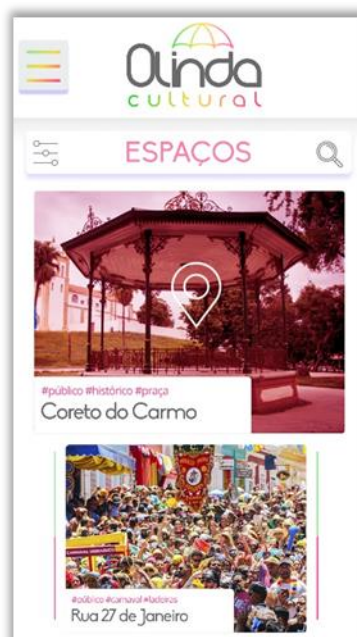 Olinda
cultural
ESPAÇOS
#público #histórico #praça
Coreto do Carmo
#público #carnaval #ladeiras
Rua 27 de Janeiro